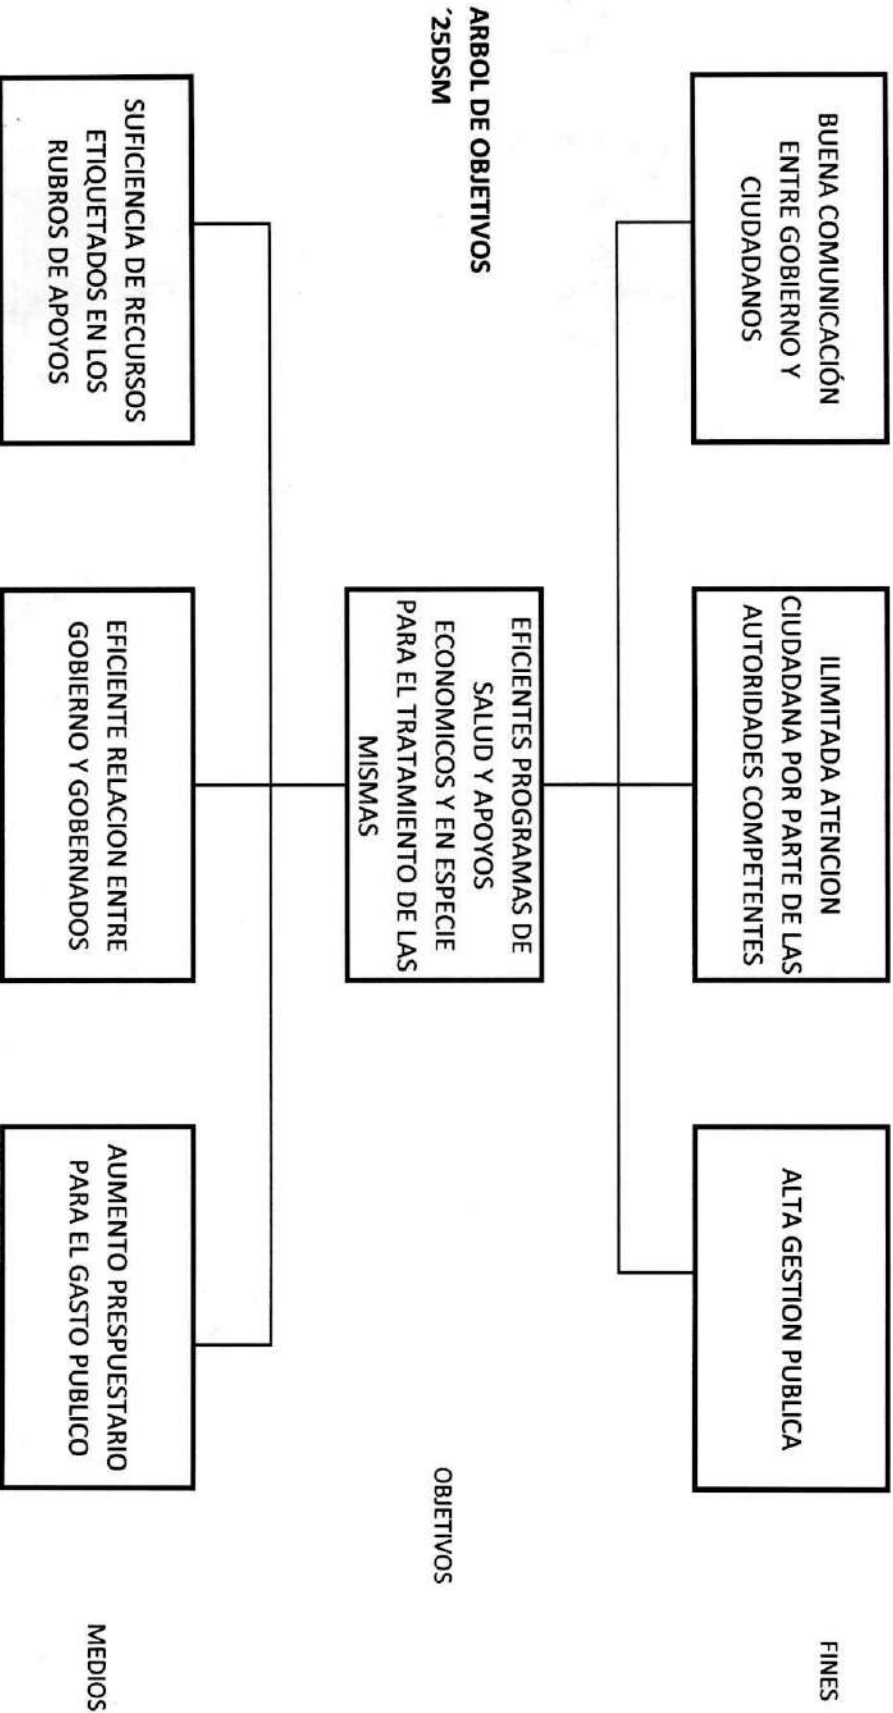 BUENA COMUNICACIÓN
ENTRE GOBIERNO Y
CIUDADANOS
ILIMITADA ATENCION
CIUDADANA POR PARTE DE LAS
AUTORIDADES COMPETENTES
ALTA GESTION PUBLICA
FINES
ARBOL DE OBJETIVOS
´25DSM
EFICIENTES PROGRAMAS DE
SALUD Y APOYOS
ECONOMICOS Y EN ESPECIE
PARA EL TRATAMIENTO DE LAS
MISMAS
OBJETIVOS
SUFICIENCIA DE RECURSOS
ETIQUETADOS EN LOS
RUBROS DE APOYOS
EFICIENTE RELACION ENTRE
GOBIERNO Y GOBERNADOS
AUMENTO PRESPUESTARIO
PARA EL GASTO PUBLICO
MEDIOS